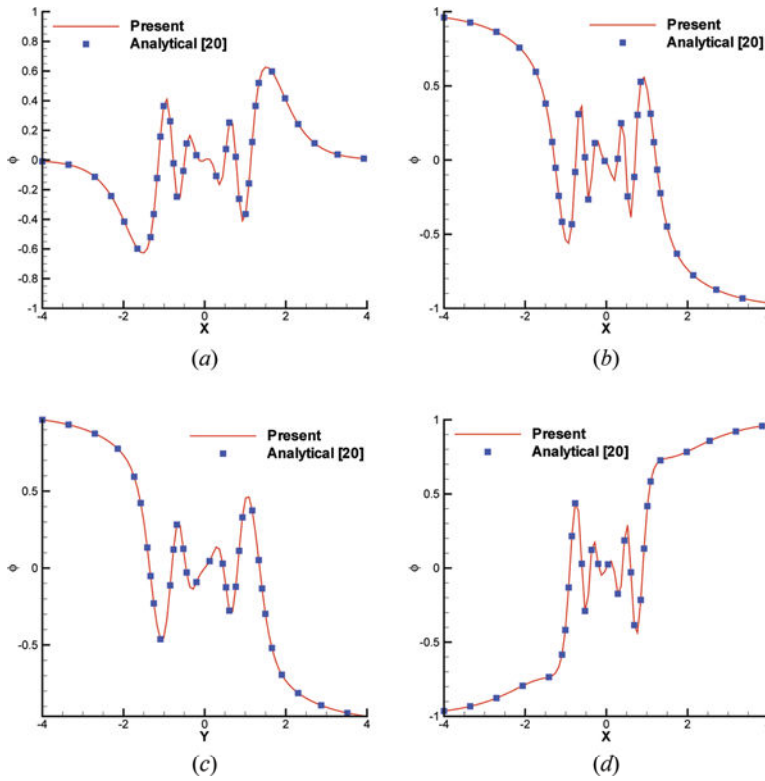 Present
Analytical [20]
1
0.8
0.6
0.4
0.2
0
-0.2
-0.4
-0.6
-0.8
-1
ϕ
-4 -2 0 2 4
X
(a)
Present
Analytical [20]
1
0.5
0
-0.5
-1
ϕ
-4 -2 0 2
X
(b)
Present
Analytical [20]
0.5
0
-0.5
ϕ
-4 -2 0 2 4
Y
(c)
Present
Analytical [20]
1
0.5
0
-0.5
-1
ϕ
-4 -2 0 2
X
(d)